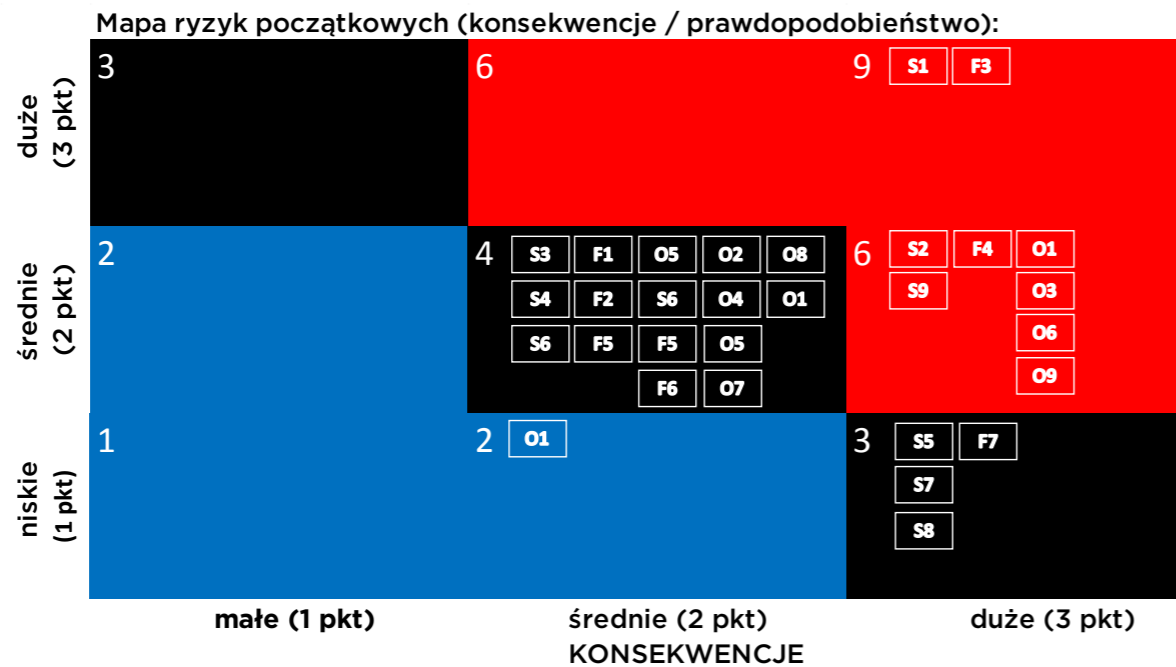 Mapa ryzyk początkowych (konsekwencje / prawdopodobieństwo):
duże
(3 pkt)
3
6
9 S1 F3
średnie
(2 pkt)
2
4 S3 F1 O5 O2 O8
S4 F2 S6 O4 O1
S6 F5 F5 O5
F6 O7
6 S2 F4 O1
S9 O3
O6
O9
niskie
(1 pkt)
1
2 O1
3 S5 F7
S7
S8
małe (1 pkt) średnie (2 pkt) duże (3 pkt)
KONSEKWENCJE